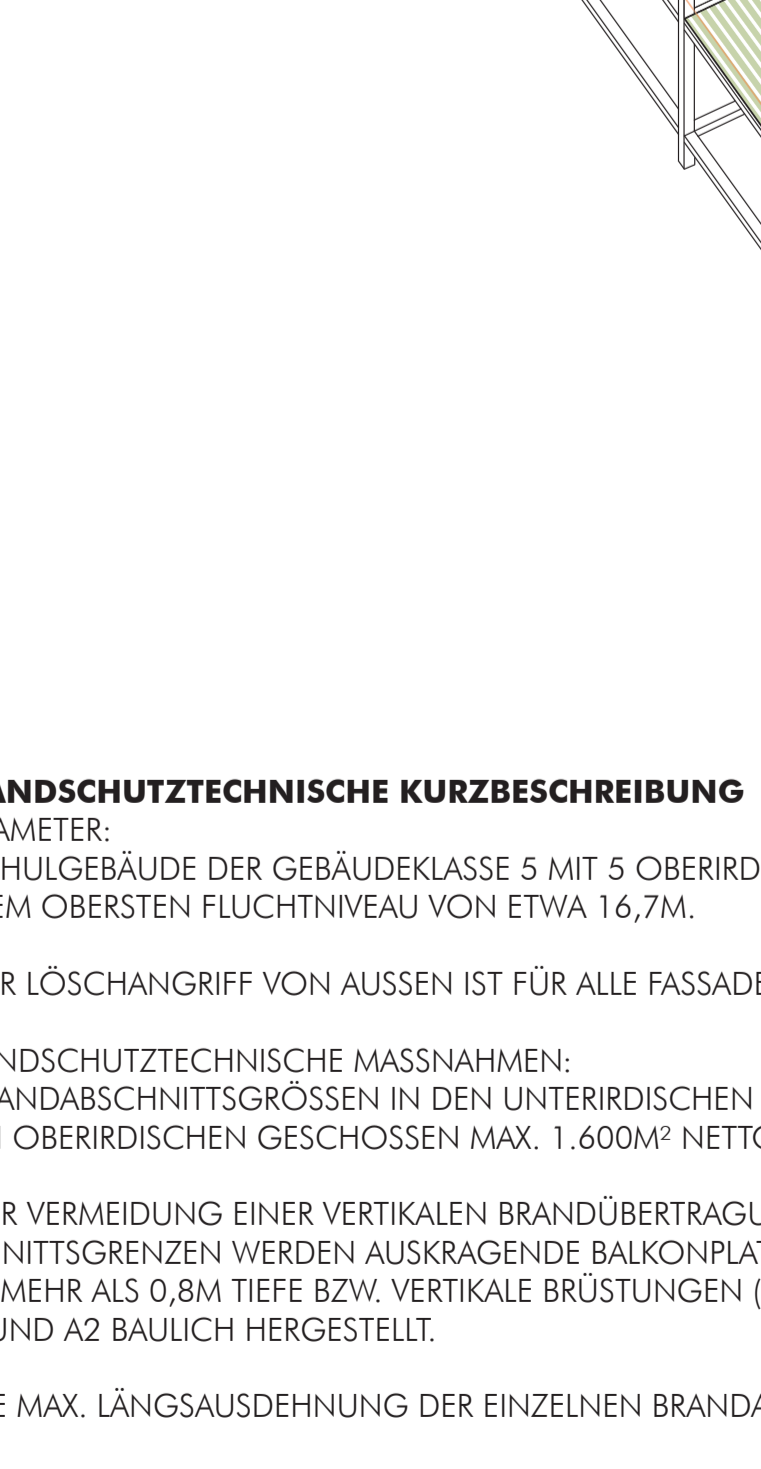 ANDSCHUTZTECHNISCHE KURZBESCHREIBUNG
AMETER:
HULGEBÄUDE DER GEBÄUDEKLASSE 5 MIT 5 OBERIRD
EM OBERSTEN FLUCHTNIVEAU VON ETWA 16,7M.
R LÖSCHANGRIFF VON AUSSEN IST FÜR ALLE FASSADE
NDSCHUTZTECHNISCHE MASSNAHMEN:
ANDABSCHNITTSGRÖSSEN IN DEN UNTERIRDISCHEN
N OBERIRDISCHEN GESCHOSSEN MAX. 1.600M² NETTO
R VERMEIDUNG EINER VERTIKALEN BRANDÜBERTRAGU
HNITTSGRENZEN WERDEN AUSKRAGENDE BALKONPLAT
MEHR ALS 0,8M TIEFE BZW. VERTIKALE BRÜSTUNGEN (
UND A2 BAULICH HERGESTELLT.
E MAX. LÄNGSAUSDEHNUNG DER EINZELNEN BRANDA